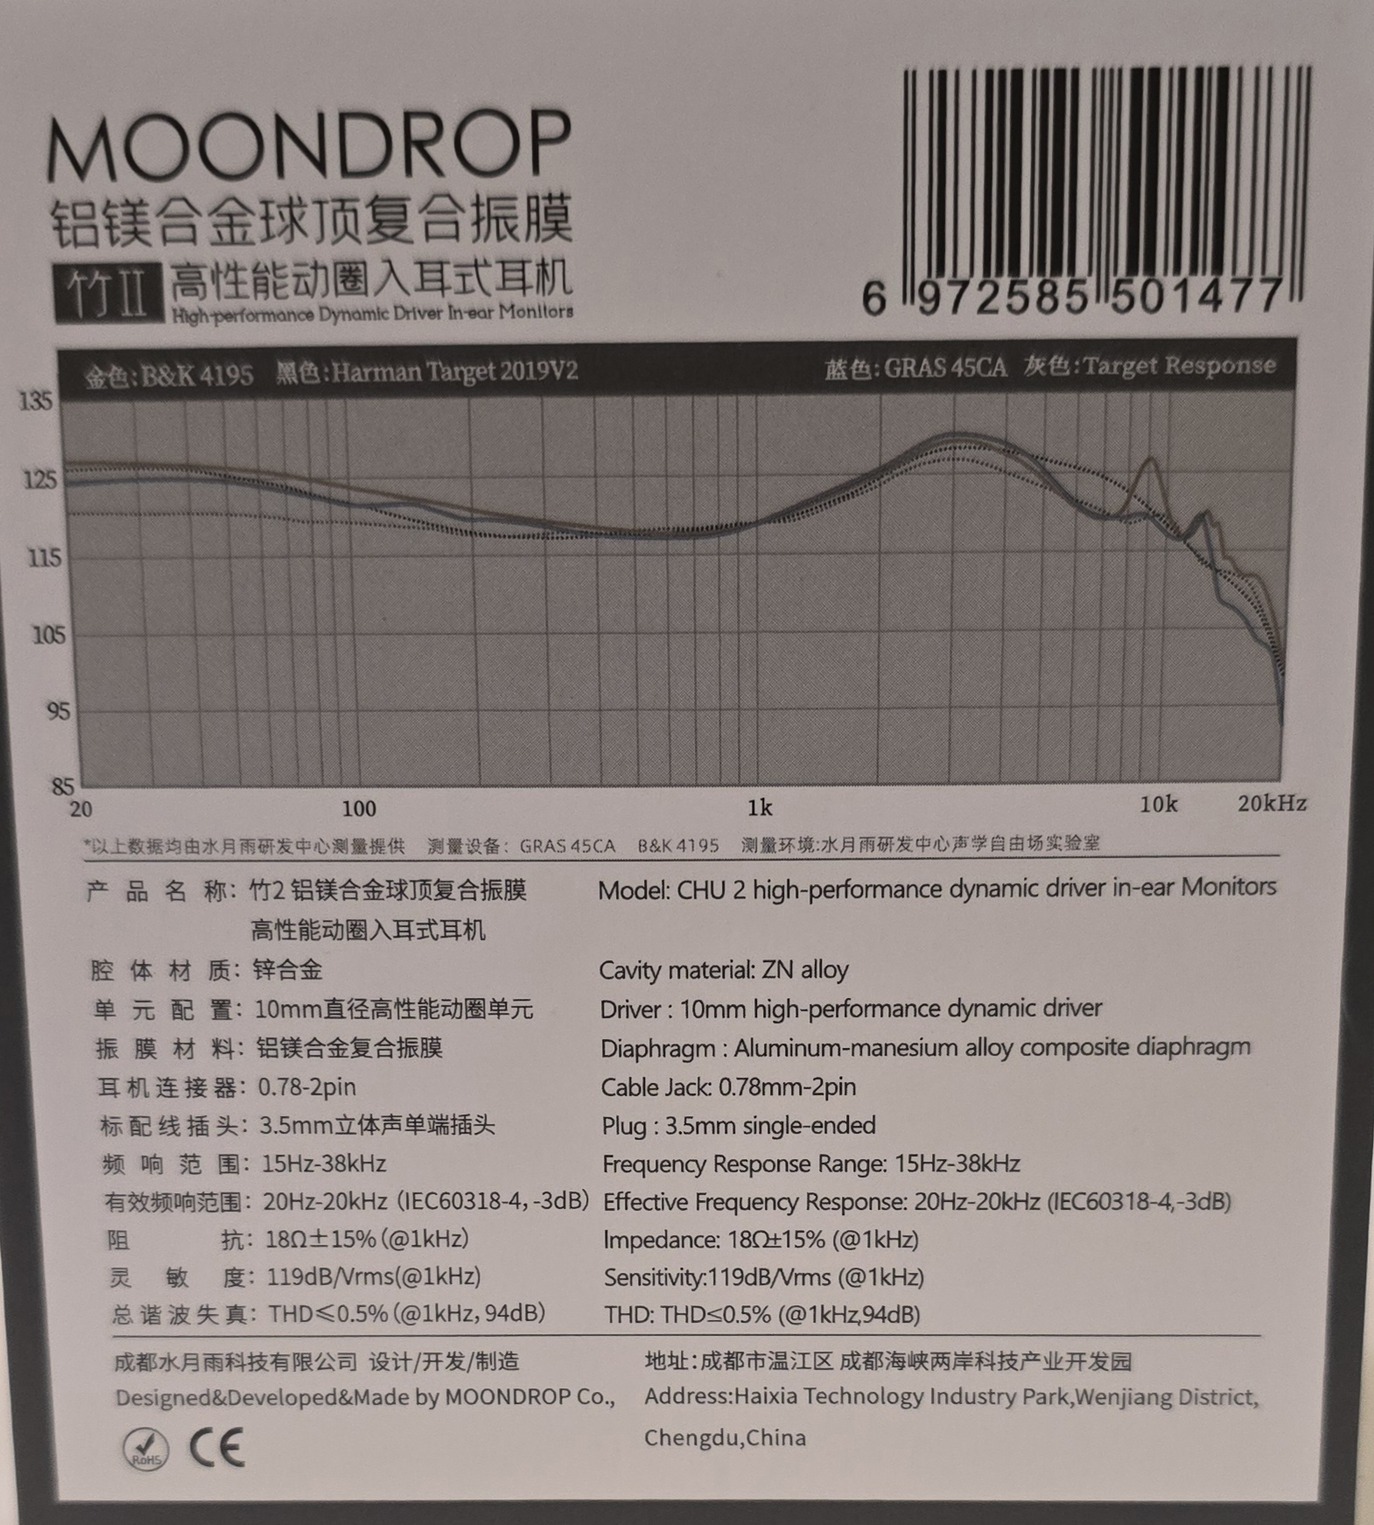 MOONDROP
铝镁合金球顶复合振膜
竹II 高性能动圈入耳式耳机
High-performance Dynamic Driver In-ear Monitors
6 972585 501477
金色:B&K 4195 黑色:Harman Target 2019V2 蓝色:GRAS 45CA 灰色:Target Response
135
125
115
105
95
85
20 100 1k 10k 20kHz
*以上数据均由水月雨研发中心测量提供 测量设备: GRAS 45CA B&K 4195 测量环境:水月雨研发中心声学自由场实验室
产品名称: 竹2 铝镁合金球顶复合振膜 Model: CHU 2 high-performance dynamic driver in-ear Monitors
高性能动圈入耳式耳机
腔体材质: 锌合金 Cavity material: ZN alloy
单元配置: 10mm直径高性能动圈单元 Driver : 10mm high-performance dynamic driver
振膜材料: 铝镁合金复合振膜 Diaphragm : Aluminum-manesium alloy composite diaphragm
耳机连接器: 0.78-2pin Cable Jack: 0.78mm-2pin
标配线插头: 3.5mm立体声单端插头 Plug : 3.5mm single-ended
频响范围: 15Hz-38kHz Frequency Response Range: 15Hz-38kHz
有效频响范围: 20Hz-20kHz (IEC60318-4, -3dB) Effective Frequency Response: 20Hz-20kHz (IEC60318-4,-3dB)
阻抗: 18Ω±15% (@1kHz) Impedance: 18Ω±15% (@1kHz)
灵敏度: 119dB/Vrms(@1kHz) Sensitivity:119dB/Vrms (@1kHz)
总谐波失真: THD≤0.5% (@1kHz, 94dB) THD: THD≤0.5% (@1kHz,94dB)
成都水月雨科技有限公司 设计/开发/制造 地址:成都市温江区 成都海峡两岸科技产业开发园
Designed&Developed&Made by MOONDROP Co., Address:Haixia Technology Industry Park,Wenjiang District,
Chengdu,China
RoHS CE